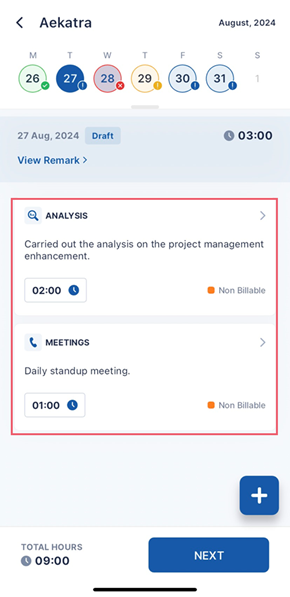 Aekatra
August, 2024
M T W T F S S
26 27 28 29 30 31 1
27 Aug, 2024 Draft 03:00
View Remark >
ANALYSIS
Carried out the analysis on the project management
enhancement.
02:00 Non Billable
MEETINGS
Daily standup meeting.
01:00 Non Billable
+
TOTAL HOURS
09:00
NEXT